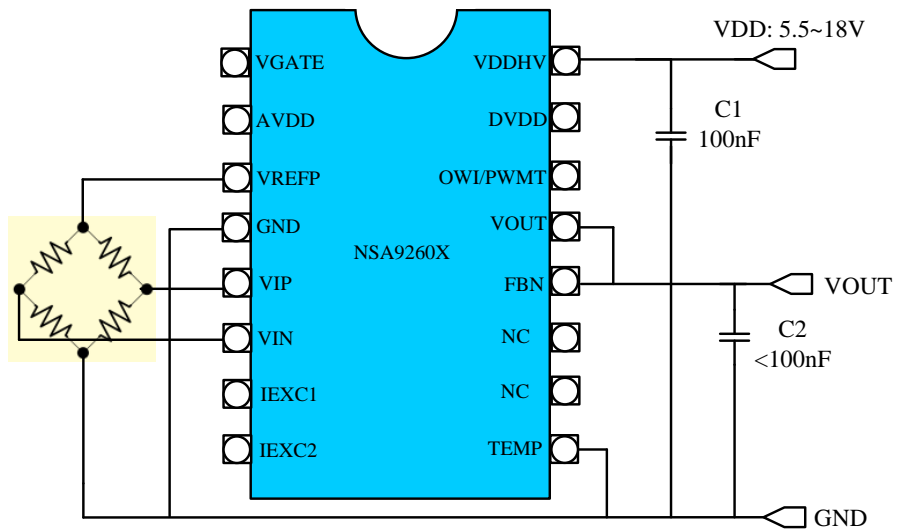 VDD: 5.5~18V
VGATE
VDDHV
AVDD
DVDD
C1
100nF
VREFP
OWI/PWMT
GND
VOUT
NSA9260X
VIP
FBN
VOUT
VIN
NC
C2
<100nF
IEXC1
NC
IEXC2
TEMP
GND